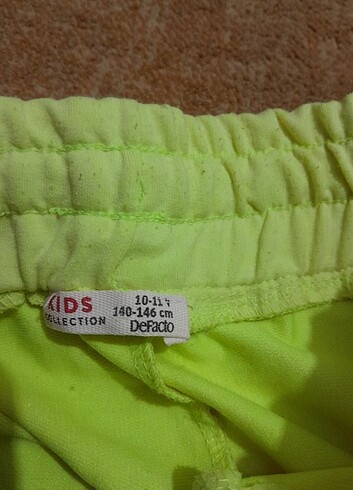 KIDS
COLLECTION
10-11 Y
140-146 cm
DeFacto